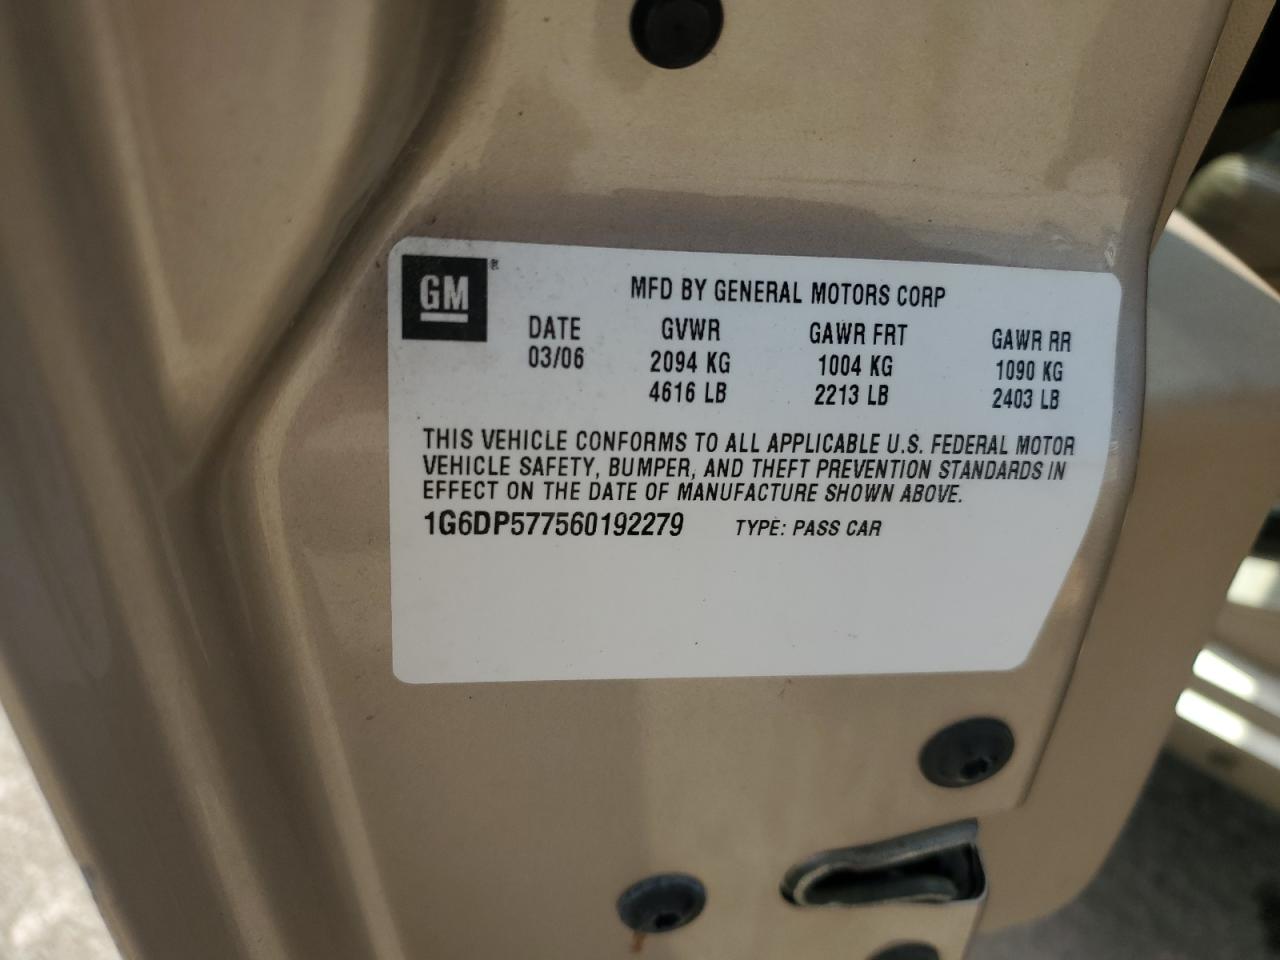 GM ®
MFD BY GENERAL MOTORS CORP
DATE GVWR GAWR FRT GAWR RR
03/06 2094 KG 1004 KG 1090 KG
4616 LB 2213 LB 2403 LB
THIS VEHICLE CONFORMS TO ALL APPLICABLE U.S. FEDERAL MOTOR
VEHICLE SAFETY, BUMPER, AND THEFT PREVENTION STANDARDS IN
EFFECT ON THE DATE OF MANUFACTURE SHOWN ABOVE.
1G6DP577560192279 TYPE: PASS CAR